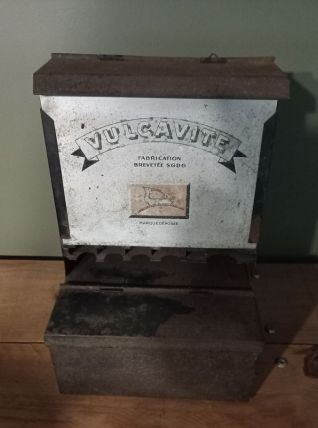 VULCAVITE
FABRICATION
BREVETÉE S.G.D.G
MARQUE DÉPOSÉE